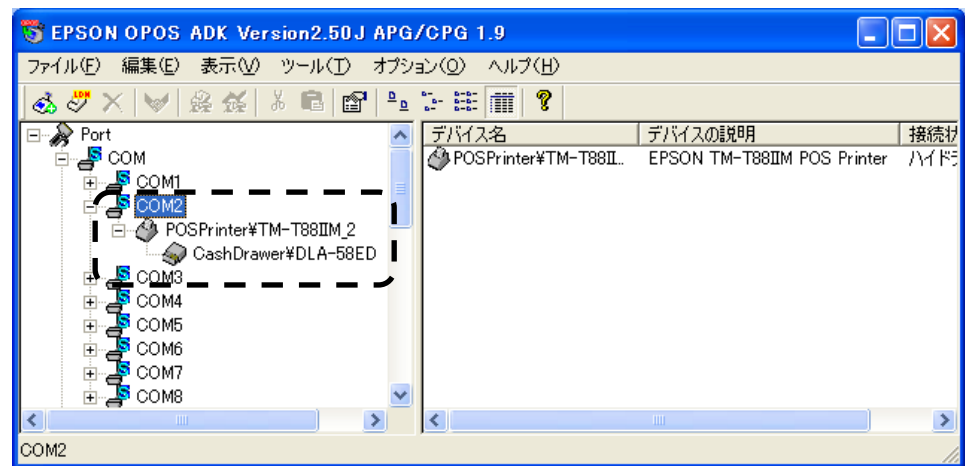 EPSON OPOS ADK Version2.50J APG/CPG 1.9
ファイル(F) 編集(E) 表示(V) ツール(T) オプション(O) ヘルプ(H)
Port
COM
COM1
COM2
POSPrinter¥TM-T88IIM_2
CashDrawer¥DLA-58ED
COM3
COM4
COM5
COM6
COM7
COM8
デバイス名 デバイスの説明 接続状
POSPrinter¥TM-T88II... EPSON TM-T88IIM POS Printer ハイドラ
COM2